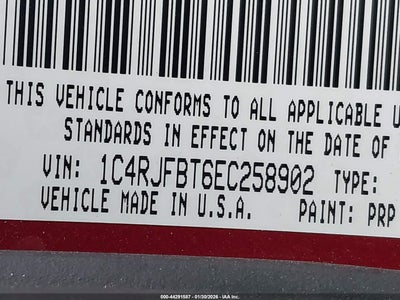 THIS VEHICLE CONFORMS TO ALL APPLICABLE U
STANDARDS IN EFFECT ON THE DATE OF
VIN: 1C4RJFBT6EC258902 TYPE:
VEHICLE MADE IN U.S.A. PAINT: PRP
000-44291587 - 01/20/2026 - IAA Inc.